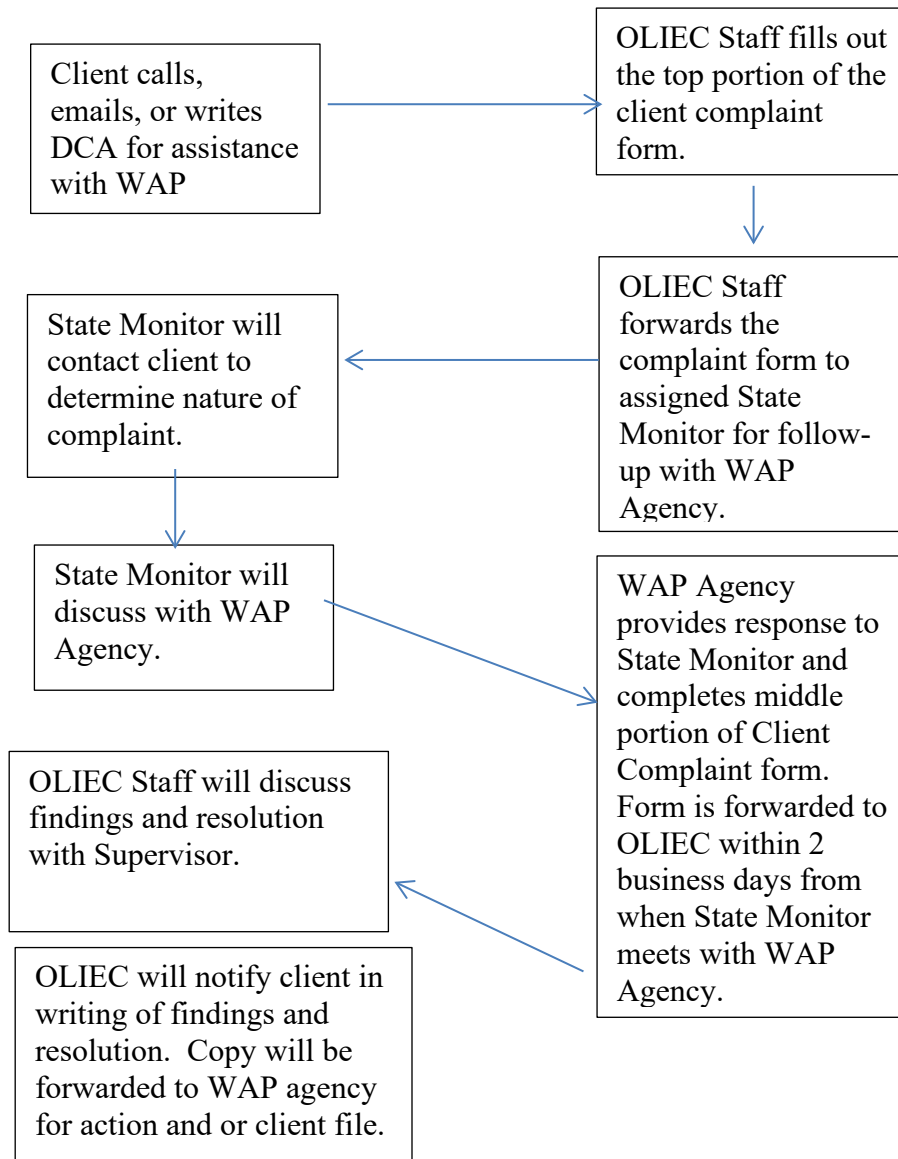 Client calls,
emails, or writes
DCA for assistance
with WAP
OLIEC Staff fills out
the top portion of the
client complaint
form.
OLIEC Staff
forwards the
complaint form to
assigned State
Monitor for follow-
up with WAP
Agency.
State Monitor will
contact client to
determine nature of
complaint.
State Monitor will
discuss with WAP
Agency.
WAP Agency
provides response to
State Monitor and
completes middle
portion of Client
Complaint form.
Form is forwarded to
OLIEC within 2
business days from
when State Monitor
meets with WAP
Agency.
OLIEC Staff will discuss
findings and resolution
with Supervisor.
OLIEC will notify client in
writing of findings and
resolution.  Copy will be
forwarded to WAP agency
for action and or client file.